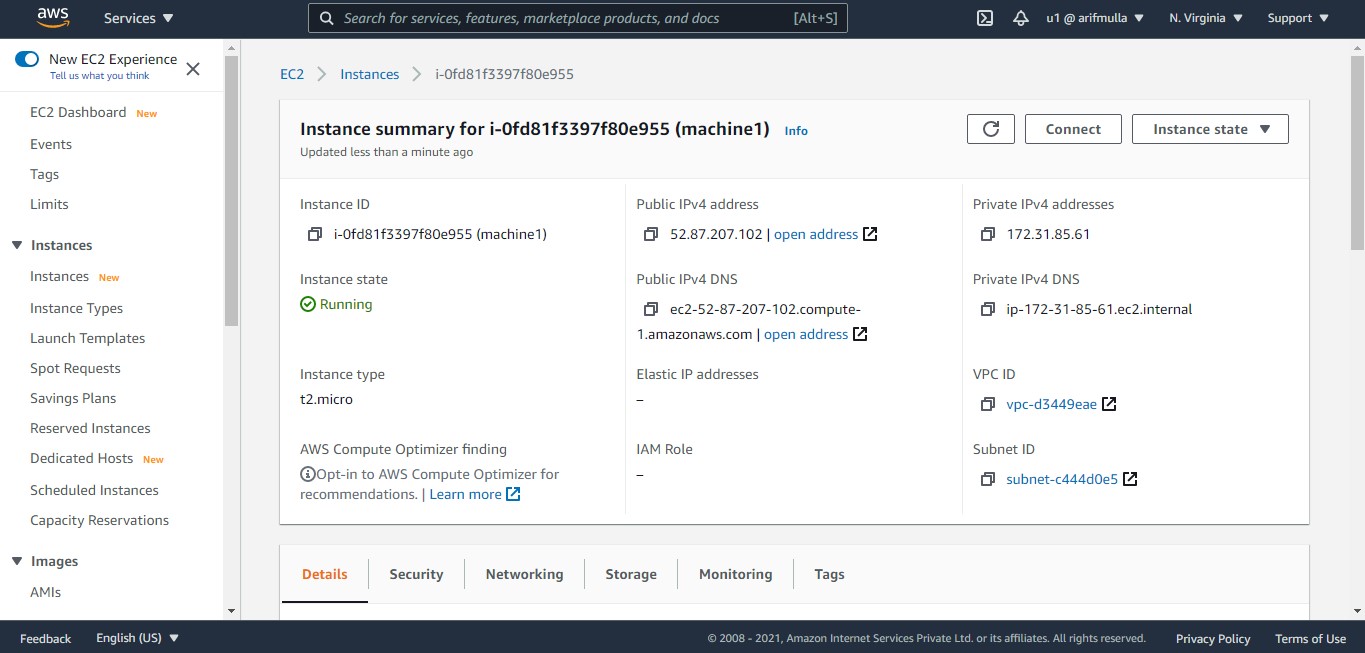 aws
Services
Search for services, features, marketplace products, and docs [Alt+S]
u1 @ arifmulla
N. Virginia
Support
New EC2 Experience
Tell us what you think
EC2 Dashboard New
Events
Tags
Limits
Instances
Instances New
Instance Types
Launch Templates
Spot Requests
Savings Plans
Reserved Instances
Dedicated Hosts New
Scheduled Instances
Capacity Reservations
Images
AMIs
EC2 > Instances > i-0fd81f3397f80e955
Instance summary for i-0fd81f3397f80e955 (machine1) Info
Updated less than a minute ago
Connect
Instance state
Instance ID
i-0fd81f3397f80e955 (machine1)
Public IPv4 address
52.87.207.102 | open address
Private IPv4 addresses
172.31.85.61
Instance state
Running
Public IPv4 DNS
ec2-52-87-207-102.compute-
1.amazonaws.com | open address
Private IPv4 DNS
ip-172-31-85-61.ec2.internal
Instance type
t2.micro
Elastic IP addresses
–
VPC ID
vpc-d3449eae
AWS Compute Optimizer finding
Opt-in to AWS Compute Optimizer for
recommendations. | Learn more
IAM Role
–
Subnet ID
subnet-c444d0e5
Details
Security
Networking
Storage
Monitoring
Tags
Feedback
English (US)
© 2008 - 2021, Amazon Internet Services Private Ltd. or its affiliates. All rights reserved.
Privacy Policy
Terms of Use